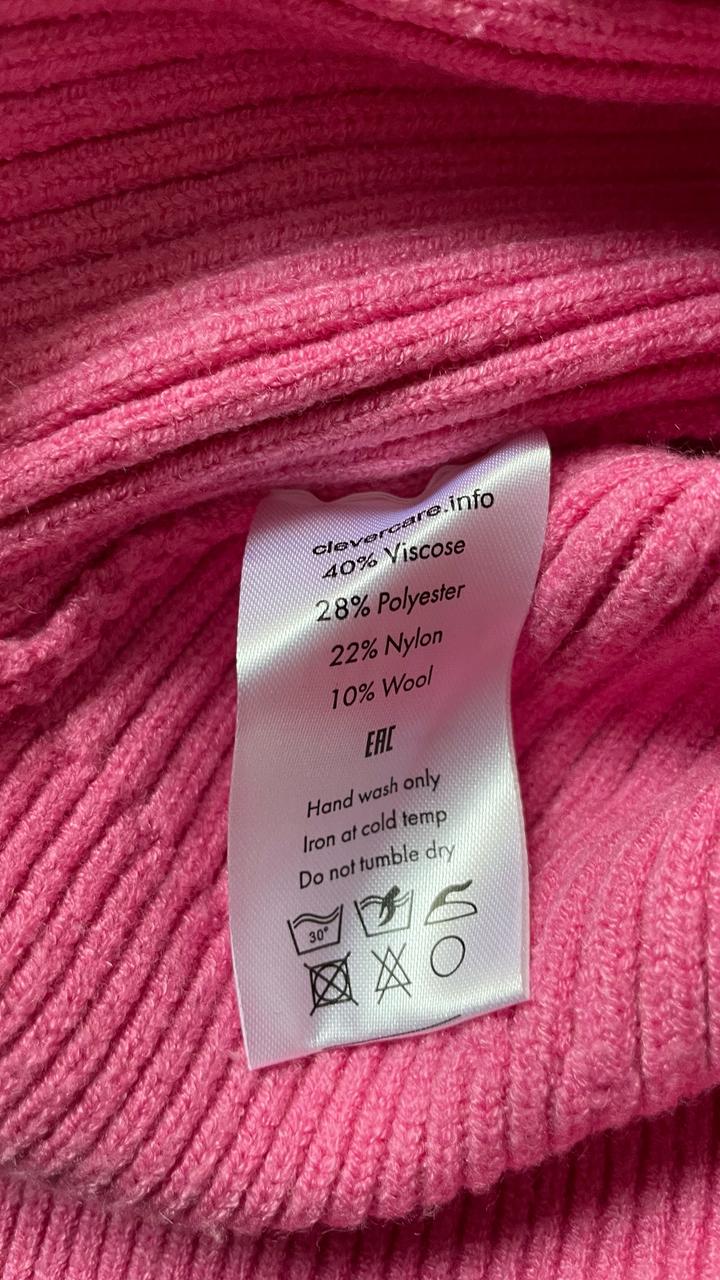 clevercare.info
40% Viscose
28% Polyester
22% Nylon
10% Wool
EAC
Hand wash only
Iron at cold temp
Do not tumble dry
30°